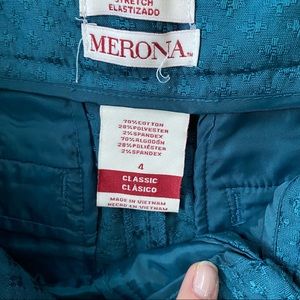 STRETCH
ELASTIZADO
MERONA™
70%COTTON
28%POLYESTER
2%SPANDEX
70%ALGODÓN
28%POLIÉSTER
2%SPANDEX
4
CLASSIC
CLÁSICO
MADE IN VIETNAM
HECHO EN VIETNAM